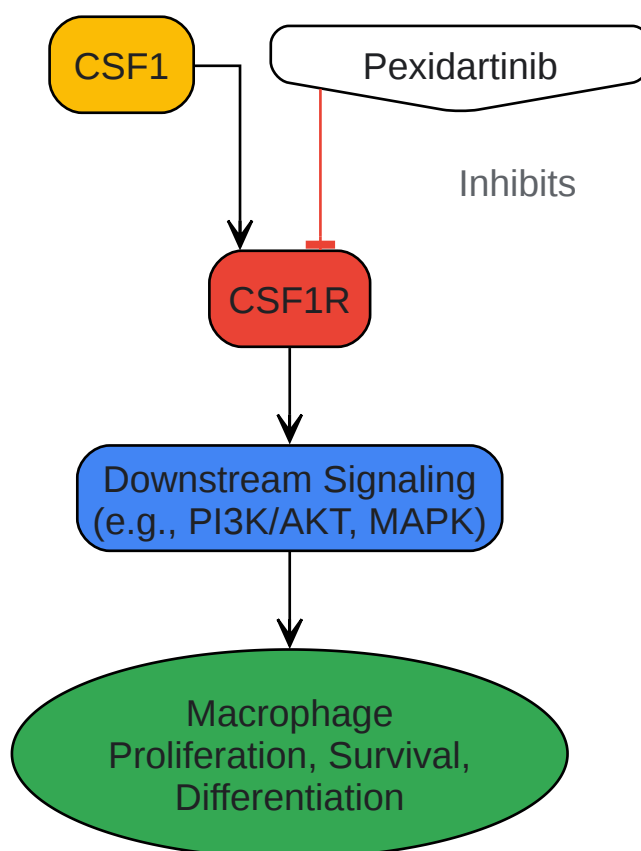 CSF1
Pexidartinib
Inhibits
CSF1R
Downstream Signaling
(e.g., PI3K/AKT, MAPK)
Macrophage
Proliferation, Survival,
Differentiation